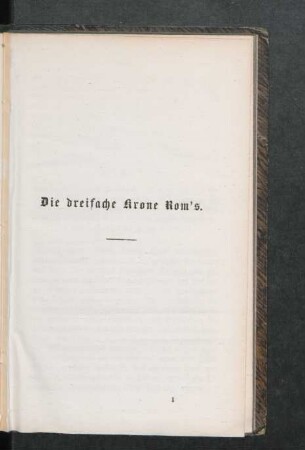 Die dreifache Krone Rom's.
1